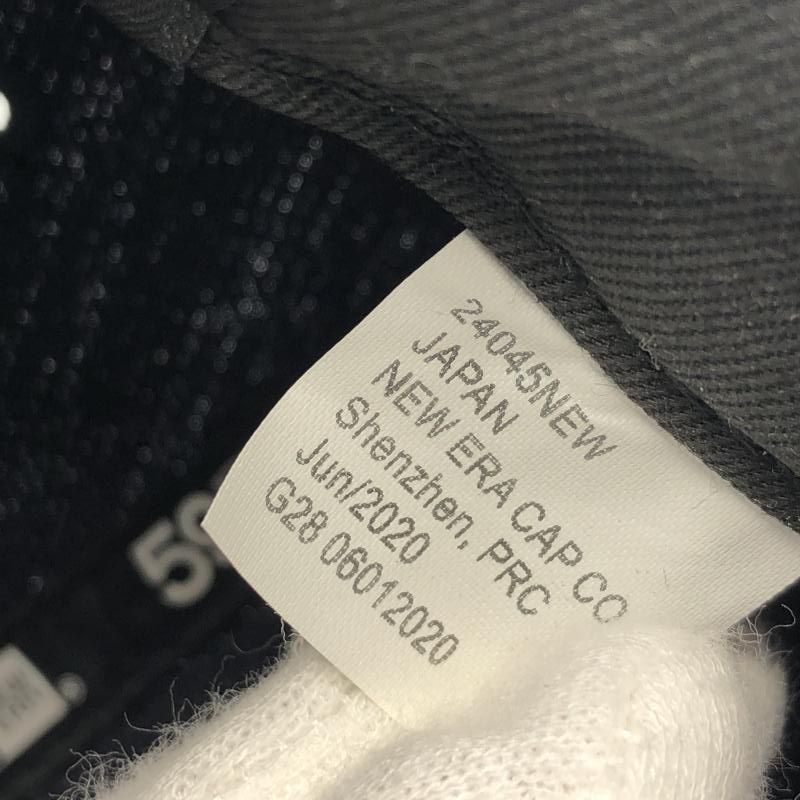 24045NEW
JAPAN
NEW ERA CAP CO
Shenzhen, PRC
Jun/2020
G28 06012020